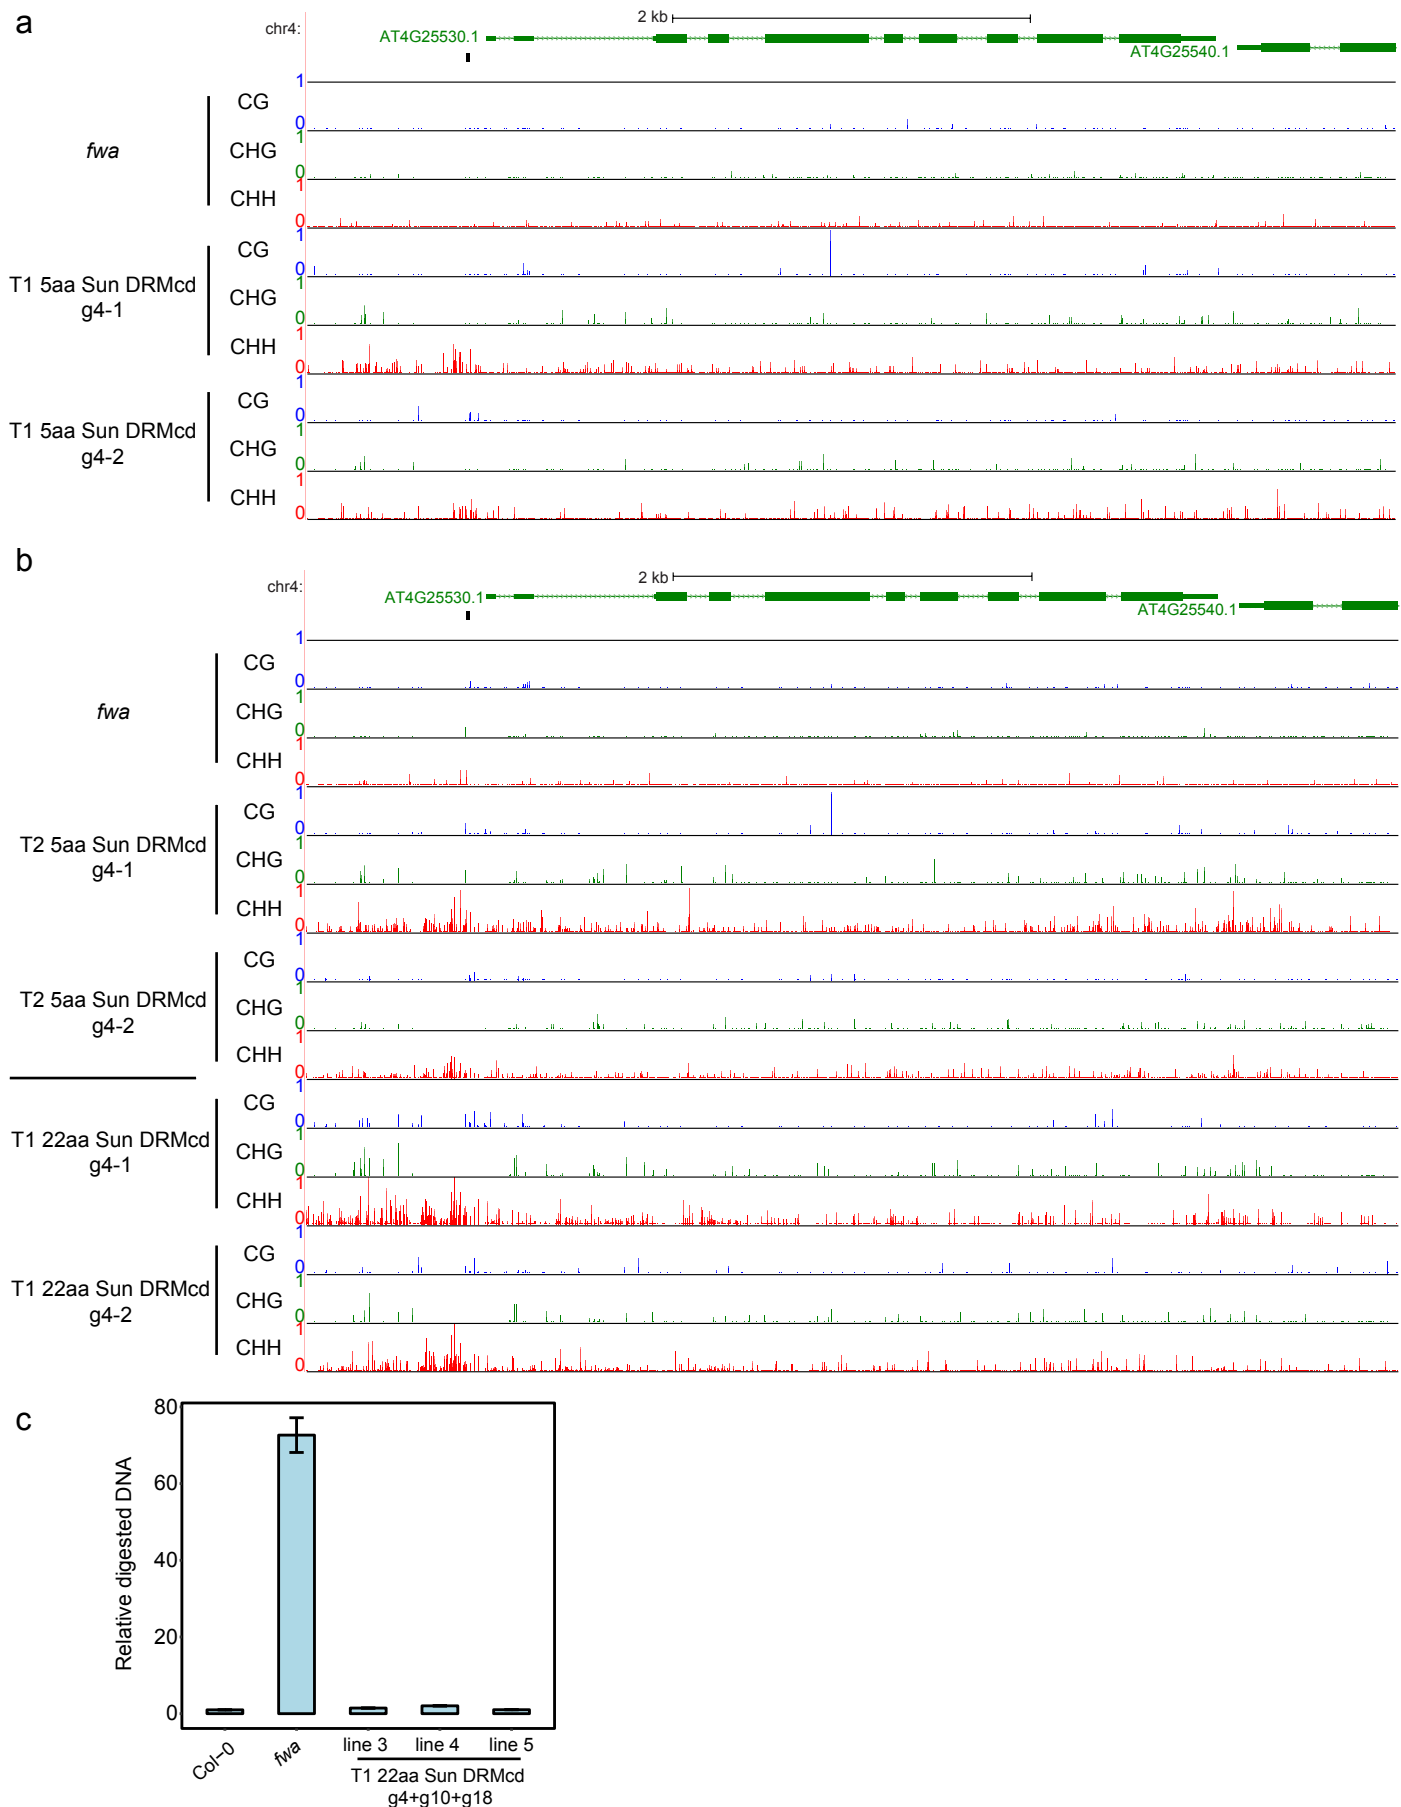 a
2 kb
chr4:
AT4G25530.1
AT4G25540.1
fwa
CG
1
0
CHG
1
0
CHH
1
0
T1 5aa Sun DRMcd
g4-1
CG
1
0
CHG
1
0
CHH
1
0
T1 5aa Sun DRMcd
g4-2
CG
1
0
CHG
1
0
CHH
1
0
b
2 kb
chr4:
AT4G25530.1
AT4G25540.1
fwa
CG
1
0
CHG
1
0
CHH
1
0
T2 5aa Sun DRMcd
g4-1
CG
1
0
CHG
1
0
CHH
1
0
T2 5aa Sun DRMcd
g4-2
CG
1
0
CHG
1
0
CHH
1
0
T1 22aa Sun DRMcd
g4-1
CG
1
0
CHG
1
0
CHH
1
0
T1 22aa Sun DRMcd
g4-2
CG
1
0
CHG
1
0
CHH
1
0
c
Relative digested DNA
80
60
40
20
0
Col-0
fwa
line 3 line 4 line 5
T1 22aa Sun DRMcd
g4+g10+g18